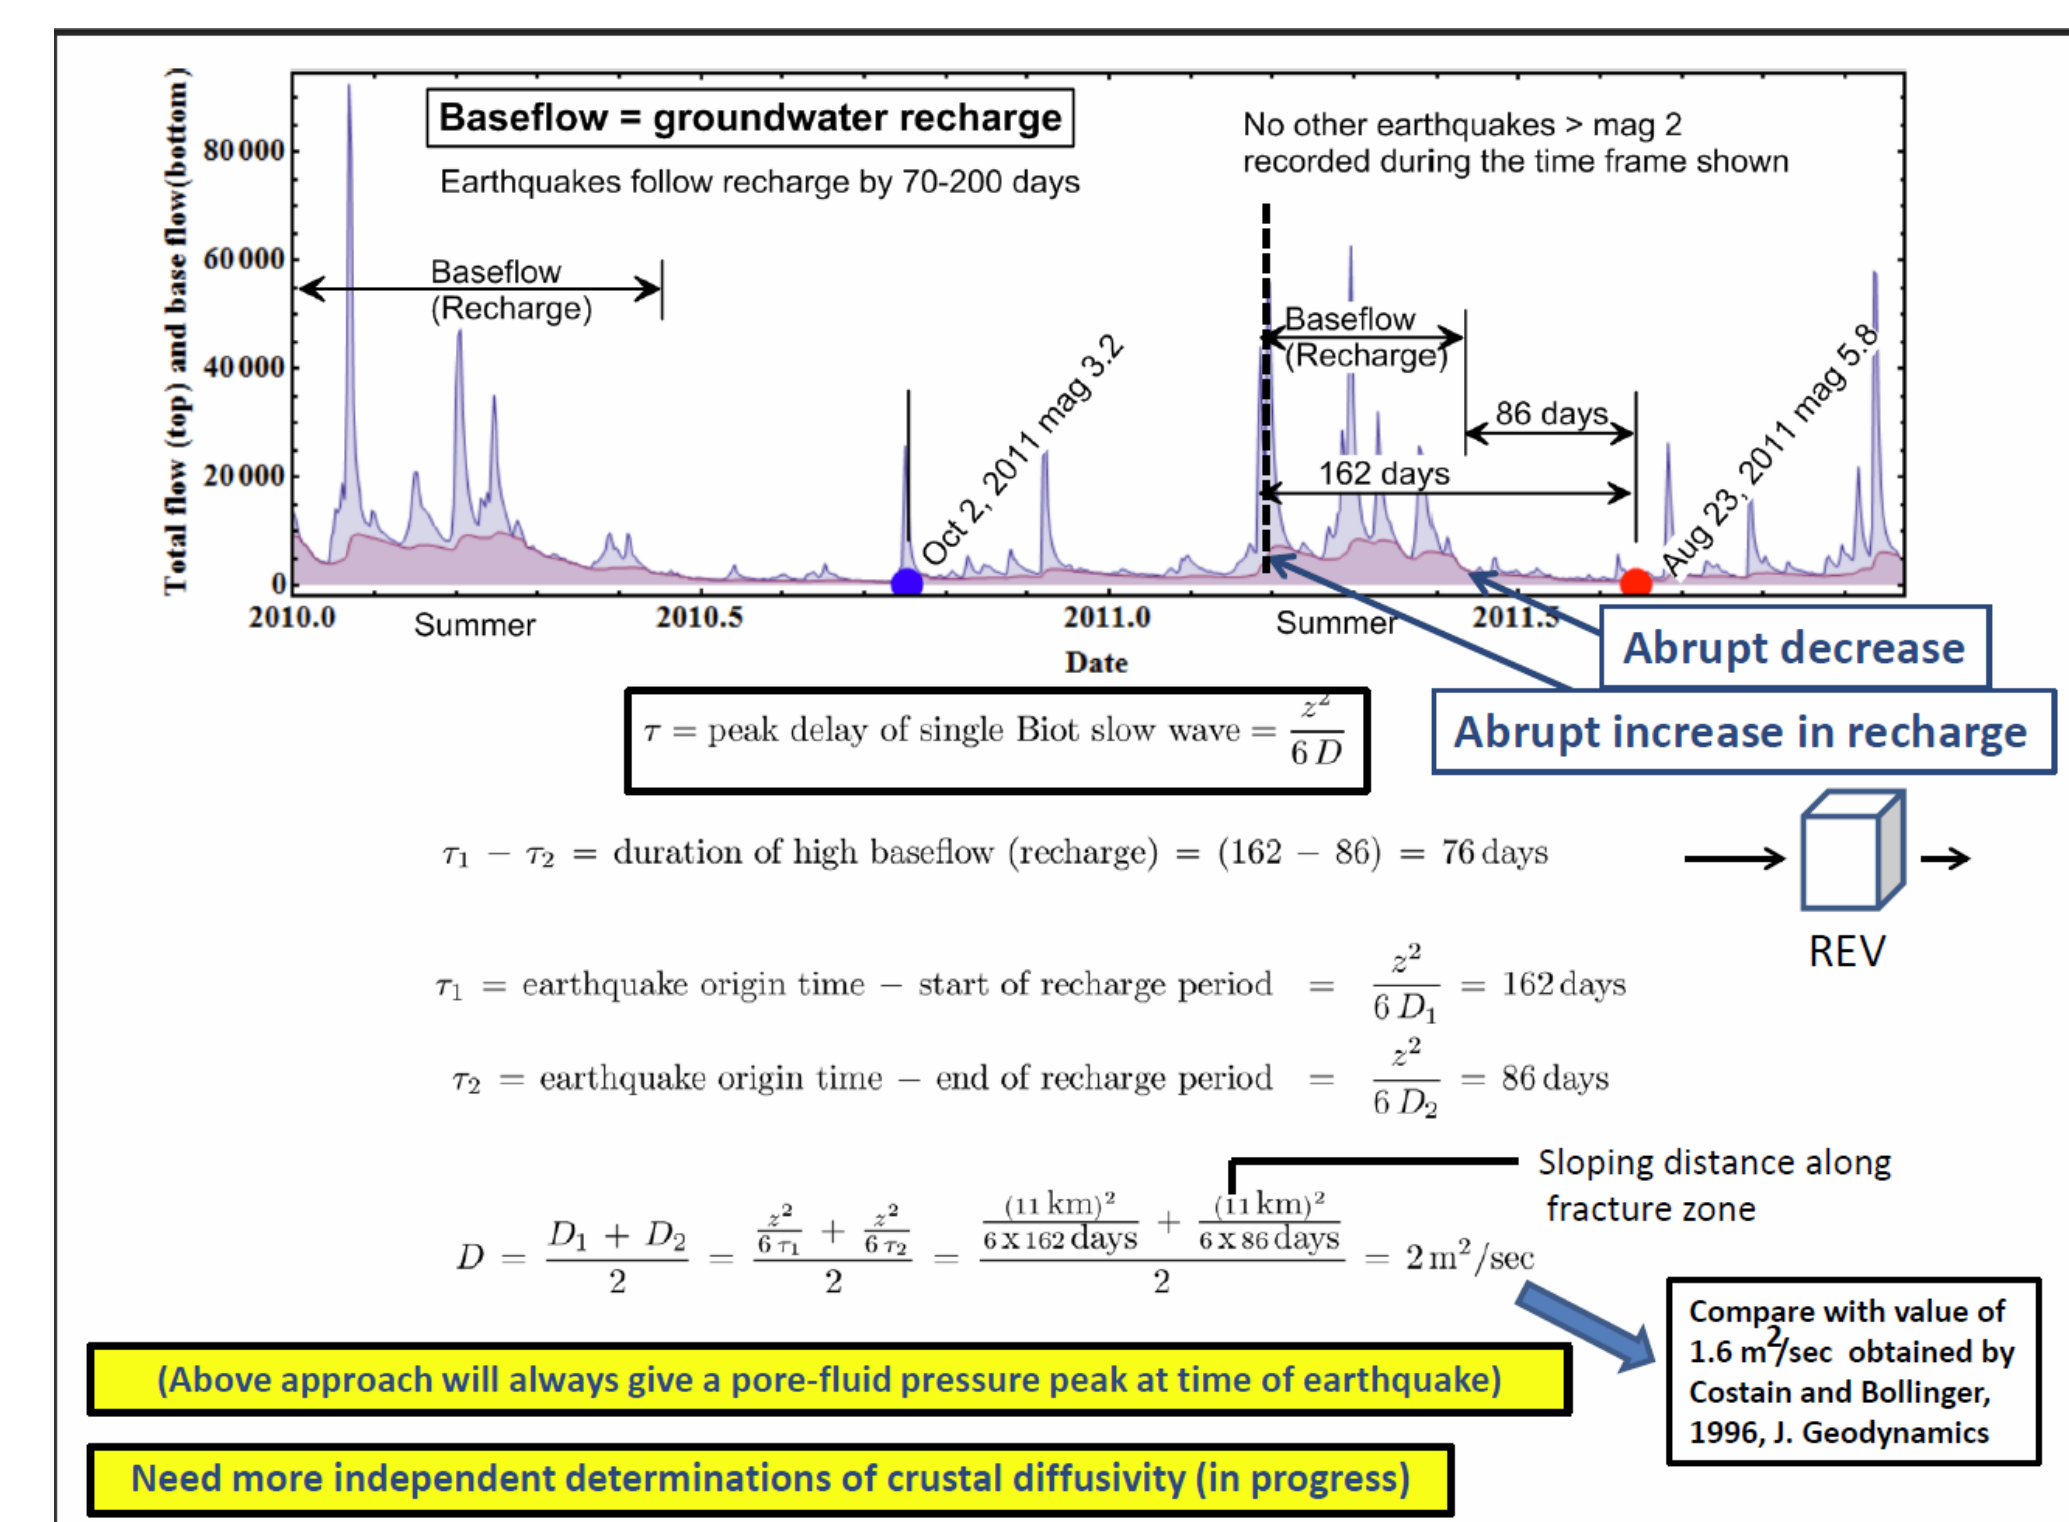 Total flow (top) and base flow(bottom)
80 000
60 000
40 000
20 000
0
Baseflow = groundwater recharge
Earthquakes follow recharge by 70-200 days
No other earthquakes > mag 2
recorded during the time frame shown
Baseflow
(Recharge)
Baseflow
(Recharge)
86 days
162 days
Oct 2, 2011 mag 3.2
Aug 23, 2011 mag 5.8
2010.0
2010.5
2011.0
2011.5
Summer
Summer
Date
Abrupt decrease
Abrupt increase in recharge
τ = peak delay of single Biot slow wave = z² / 6 D
τ₁ − τ₂ = duration of high baseflow (recharge) = (162 − 86) = 76 days
REV
τ₁ = earthquake origin time − start of recharge period = z² / 6 D₁ = 162 days
τ₂ = earthquake origin time − end of recharge period = z² / 6 D₂ = 86 days
Sloping distance along
fracture zone
D = (D₁ + D₂) / 2 = (z² / 6 τ₁ + z² / 6 τ₂) / 2 = ((11 km)² / 6 x 162 days + (11 km)² / 6 x 86 days) / 2 = 2 m²/sec
Compare with value of
1.6 m²/sec obtained by
Costain and Bollinger,
1996, J. Geodynamics
(Above approach will always give a pore-fluid pressure peak at time of earthquake)
Need more independent determinations of crustal diffusivity (in progress)